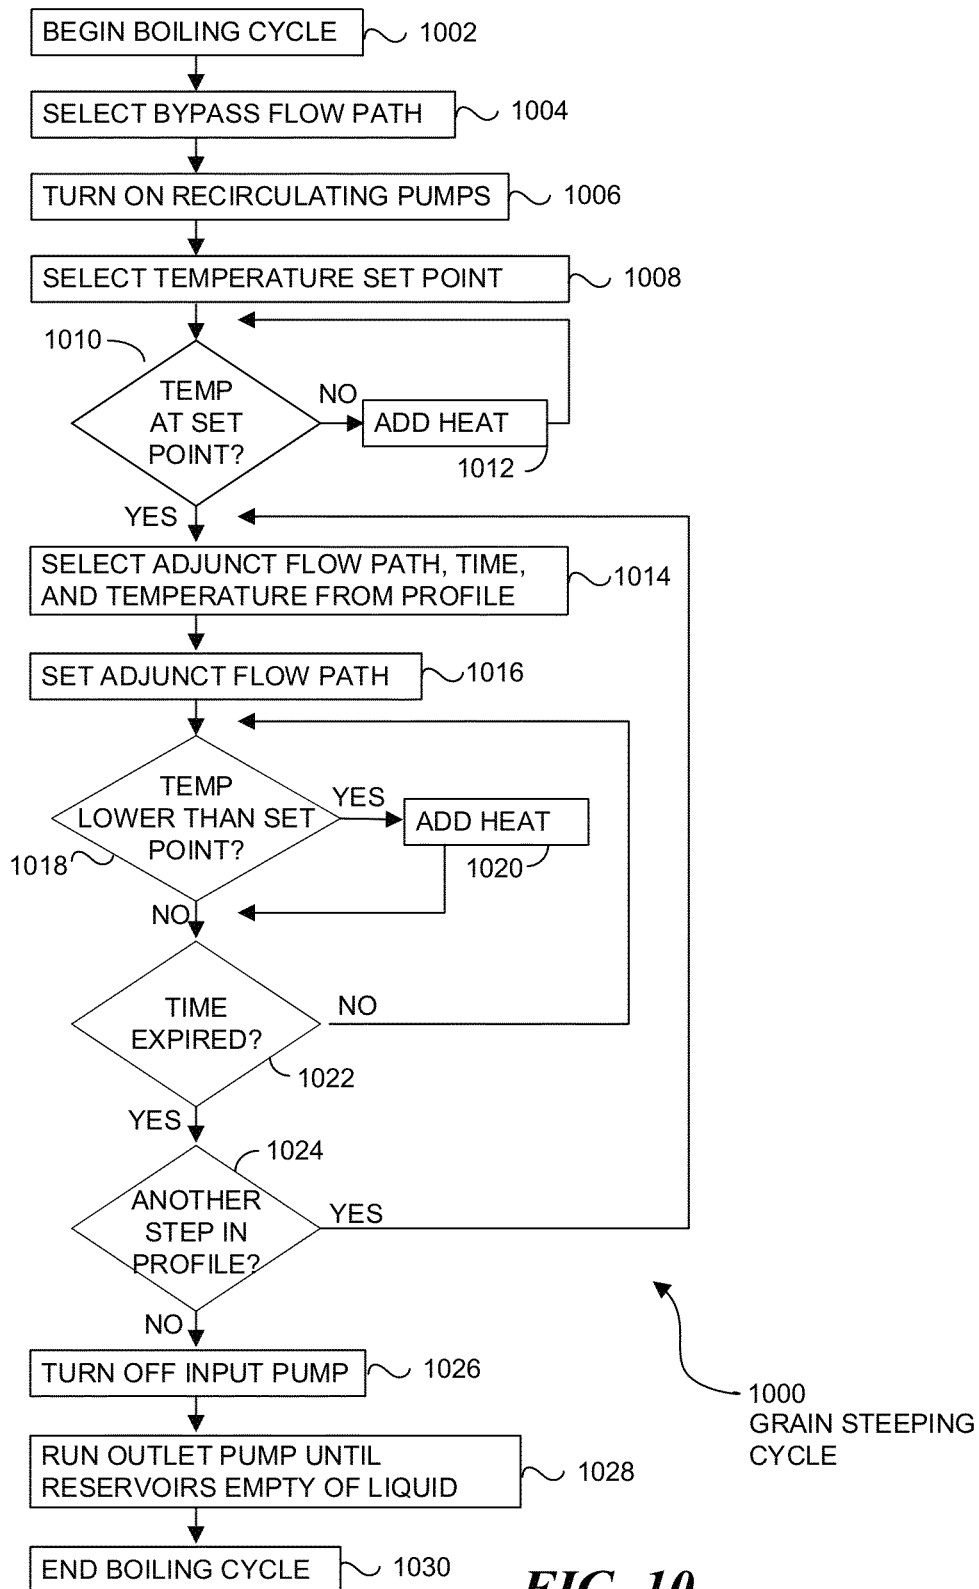 BEGIN BOILING CYCLE
1002
SELECT BYPASS FLOW PATH
1004
TURN ON RECIRCULATING PUMPS
1006
SELECT TEMPERATURE SET POINT
1008
1010
TEMP
AT SET
POINT?
NO
ADD HEAT
1012
YES
SELECT ADJUNCT FLOW PATH, TIME,
AND TEMPERATURE FROM PROFILE
1014
SET ADJUNCT FLOW PATH
1016
TEMP
LOWER THAN SET
POINT?
YES
ADD HEAT
1018
1020
NO
TIME
EXPIRED?
NO
1022
YES
1024
ANOTHER
STEP IN
PROFILE?
YES
NO
TURN OFF INPUT PUMP
1026
1000
GRAIN STEEPING
CYCLE
RUN OUTLET PUMP UNTIL
RESERVOIRS EMPTY OF LIQUID
1028
END BOILING CYCLE
1030
FIG. 10